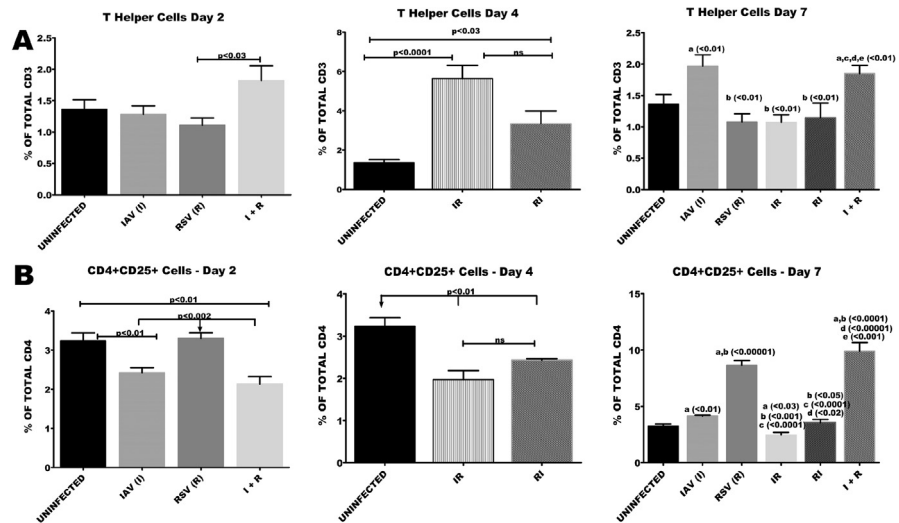 A
T Helper Cells Day 2
% OF TOTAL CD3
2.5
2.0
1.5
1.0
0.5
0.0
p<0.03
UNINFECTED
IAV (I)
RSV (R)
I + R
T Helper Cells Day 4
% OF TOTAL CD3
8
6
4
2
0
p<0.03
p<0.0001
ns
UNINFECTED
IR
RI
T Helper Cells Day 7
% OF TOTAL CD3
2.5
2.0
1.5
1.0
0.5
0.0
a (<0.01)
b (<0.01)
b (<0.01)
b (<0.01)
a,c,d,e (<0.01)
UNINFECTED
IAV (I)
RSV (R)
IR
RI
I + R
B
CD4+CD25+ Cells - Day 2
% OF TOTAL CD4
4
3
2
1
0
p<0.01
p<0.002
p<0.01
UNINFECTED
IAV (I)
RSV (R)
I + R
CD4+CD25+ Cells - Day 4
% OF TOTAL CD4
4
3
2
1
0
p<0.01
ns
UNINFECTED
IR
RI
CD4+CD25+ Cells - Day 7
% OF TOTAL CD4
15
10
5
0
a (<0.01)
a,b (<0.00001)
a (<0.03)
b (<0.001)
c (<0.0001)
b (<0.05)
c (<0.0001)
d (<0.02)
a,b (<0.0001)
d (<0.00001)
e (<0.001)
UNINFECTED
IAV (I)
RSV (R)
IR
RI
I + R